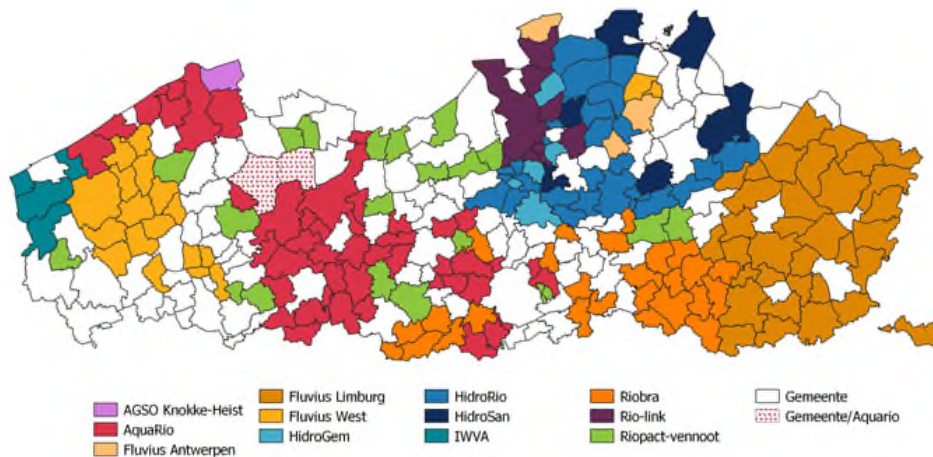 AGSO Knokke-Heist
AquaRio
Fluvius Antwerpen
Fluvius Limburg
Fluvius West
HidroGem
HidroRio
HidroSan
IWVA
Riobra
Rio-link
Riopact-vennoot
Gemeente
Gemeente/Aquario